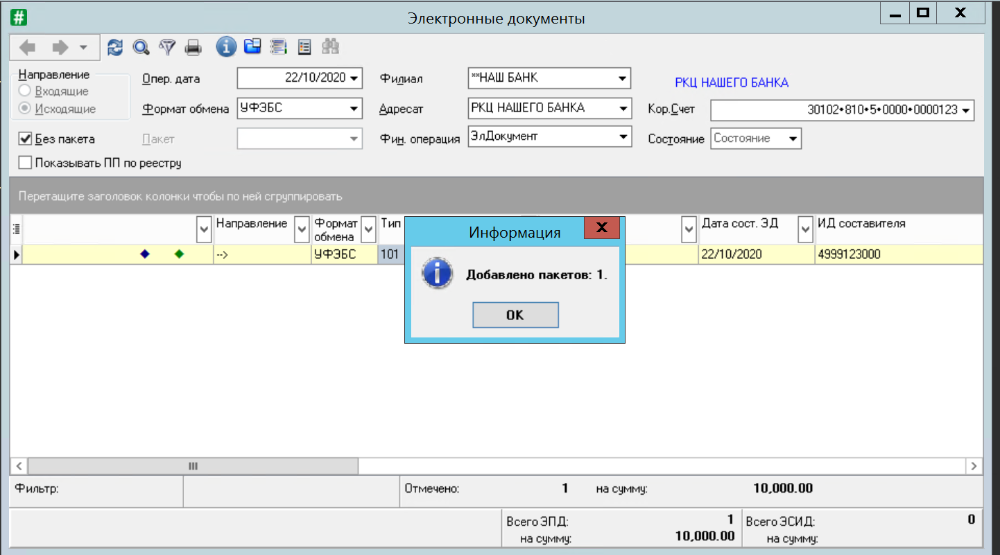 Электронные документы
Направление
Входящие
Исходящие
Опер. дата
22/10/2020
Филиал
**НАШ БАНК
РКЦ НАШЕГО БАНКА
Формат обмена
УФЭБС
Адресат
РКЦ НАШЕГО БАНКА
Кор.Счет
30102•810•5•0000•0000123
Без пакета
Пакет
Фин. операция
ЭлДокумент
Состояние
Состояние
Показывать ПП по реестру
Перетащите заголовок колонки чтобы по ней сгруппировать
Направление
Формат обмена
Тип
Дата сост. ЭД
ИД составителя
-->
УФЭБС
101
22/10/2020
4999123000
Информация
Добавлено пакетов: 1.
OK
Фильтр:
Отмечено:
1
на сумму:
10,000.00
Всего ЭПД:
1
на сумму:
10,000.00
Всего ЭСИД:
0
на сумму: